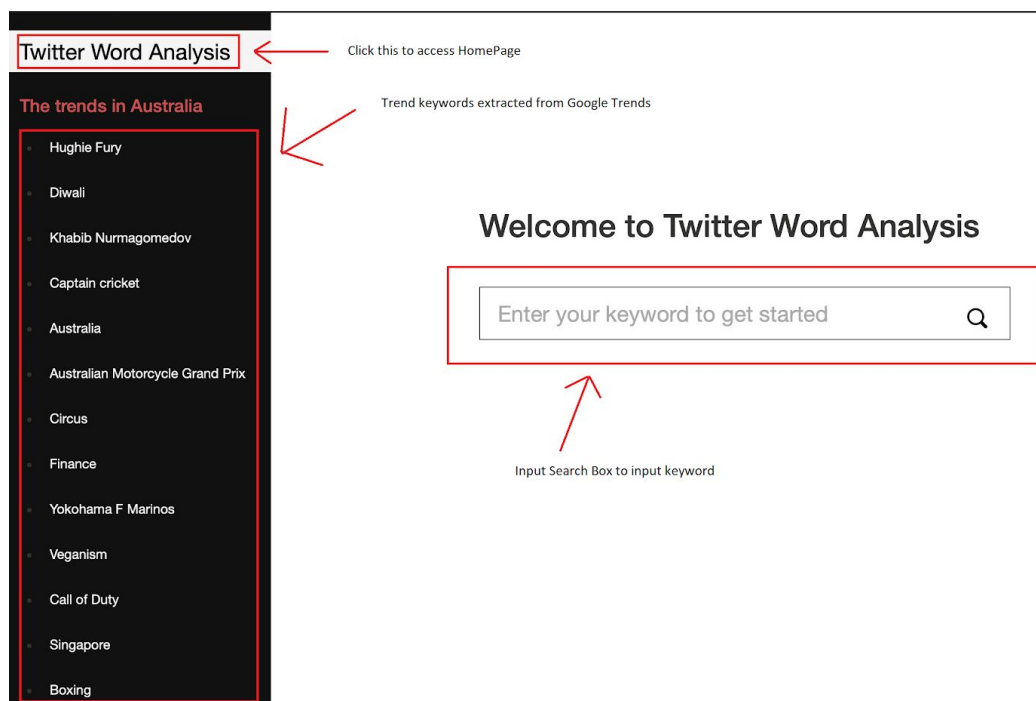 Twitter Word Analysis
Click this to access HomePage
The trends in Australia
Trend keywords extracted from Google Trends
Hughie Fury
Diwali
Khabib Nurmagomedov
Captain cricket
Australia
Australian Motorcycle Grand Prix
Circus
Finance
Yokohama F Marinos
Veganism
Call of Duty
Singapore
Boxing
Welcome to Twitter Word Analysis
Enter your keyword to get started
Input Search Box to input keyword